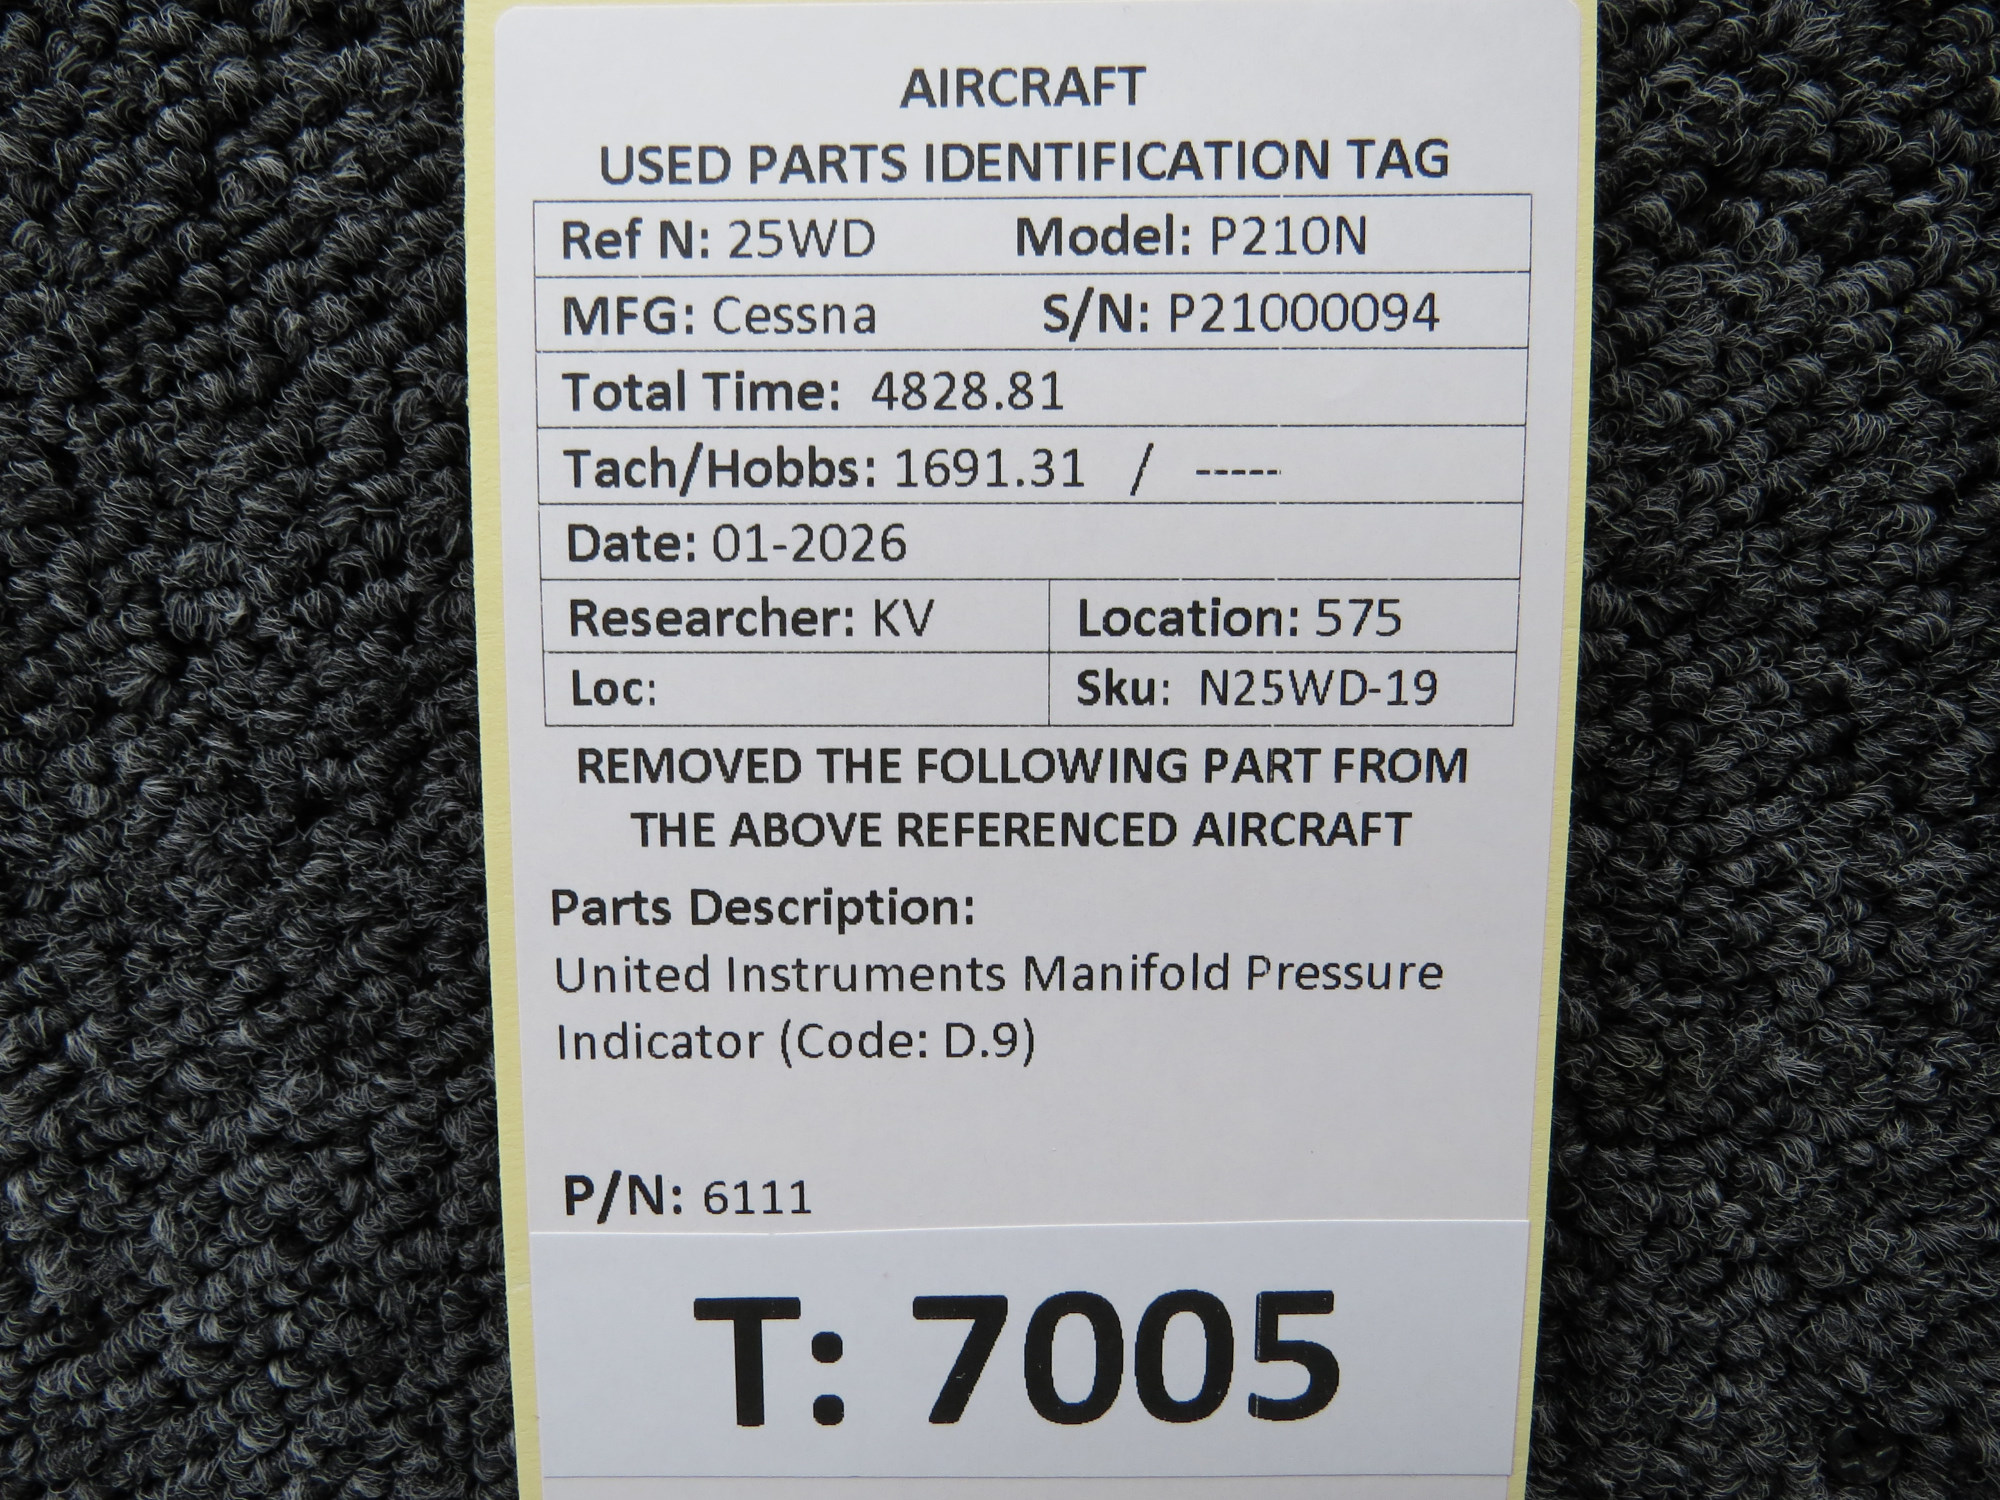 AIRCRAFT
USED PARTS IDENTIFICATION TAG
Ref N: 25WD Model: P210N
MFG: Cessna S/N: P21000094
Total Time: 4828.81
Tach/Hobbs: 1691.31 / -----
Date: 01-2026
Researcher: KV Location: 575
Loc: Sku: N25WD-19
REMOVED THE FOLLOWING PART FROM
THE ABOVE REFERENCED AIRCRAFT
Parts Description:
United Instruments Manifold Pressure
Indicator (Code: D.9)
P/N: 6111
T: 7005